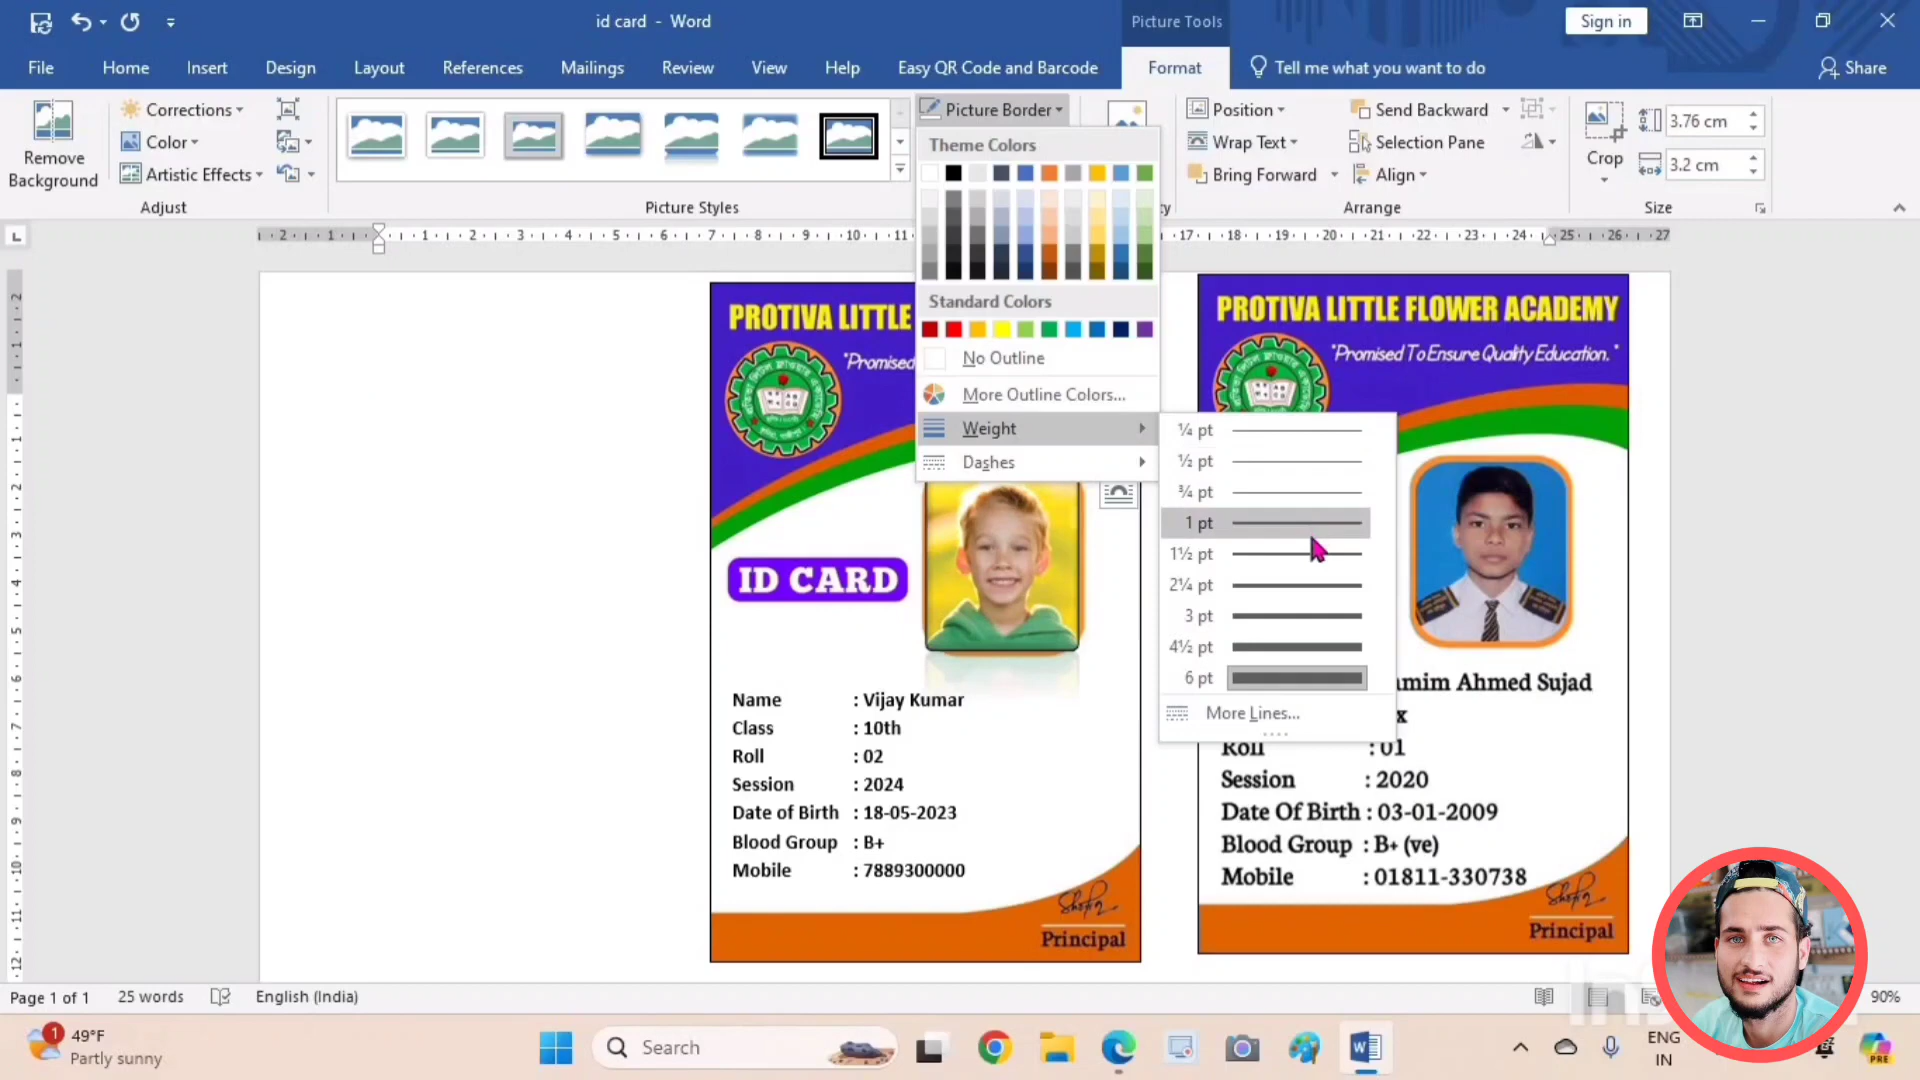 id card - Word
Picture Tools
Sign in
File
Home
Insert
Design
Layout
References
Mailings
Review
View
Help
Easy QR Code and Barcode
Format
Tell me what you want to do
Share
Remove
Background
Corrections
Color
Artistic Effects
Adjust
Picture Styles
Picture Border
Position
Wrap Text
Bring Forward
Send Backward
Selection Pane
Align
Arrange
Crop
3.76 cm
3.2 cm
Size
Theme Colors
Standard Colors
No Outline
More Outline Colors...
Weight
Dashes
¼ pt
½ pt
¾ pt
1 pt
1½ pt
2¼ pt
3 pt
4½ pt
6 pt
More Lines...
PROTIVA LITTLE
"Promised
ID CARD
Name : Vijay Kumar
Class : 10th
Roll : 02
Session : 2024
Date of Birth : 18-05-2023
Blood Group : B+
Mobile : 7889300000
Principal
PROTIVA LITTLE FLOWER ACADEMY
"Promised To Ensure Quality Education. "
Ahmed Sujad
Roll : 01
Session : 2020
Date Of Birth : 03-01-2009
Blood Group : B+ (ve)
Mobile : 01811-330738
Principal
Page 1 of 1
25 words
English (India)
90%
1
49°F
Partly sunny
Search
W
ENG
IN
PRE